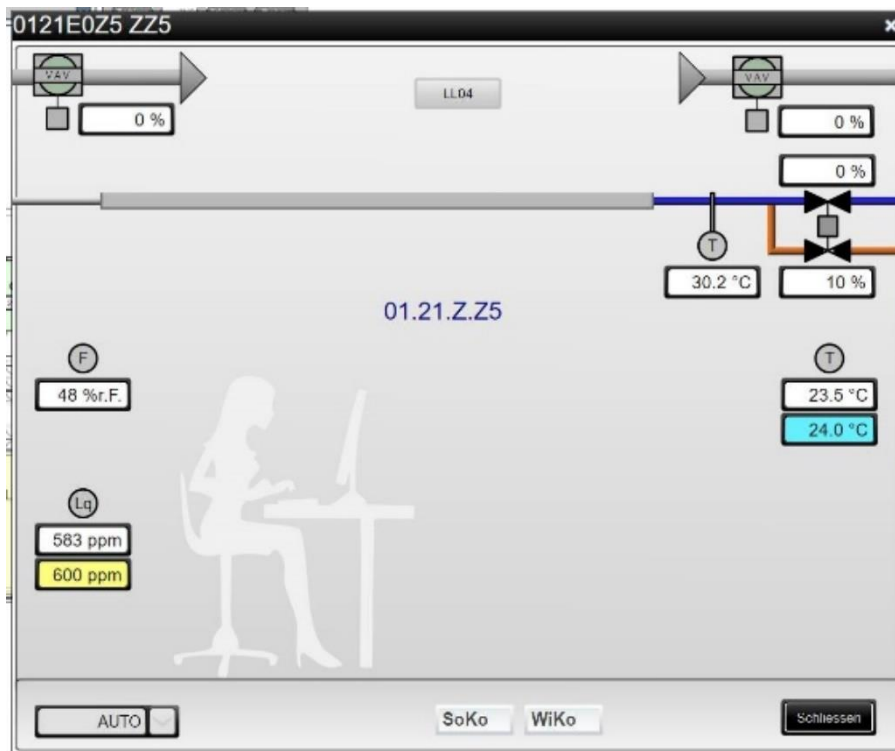 0121E0Z5 ZZ5
×
VAV
VAV
LL04
0 %
0 %
0 %
T
30.2 °C
10 %
01.21.Z.Z5
F
T
48 %r.F.
23.5 °C
24.0 °C
Lq
583 ppm
600 ppm
AUTO
SoKo
WiKo
Schliessen